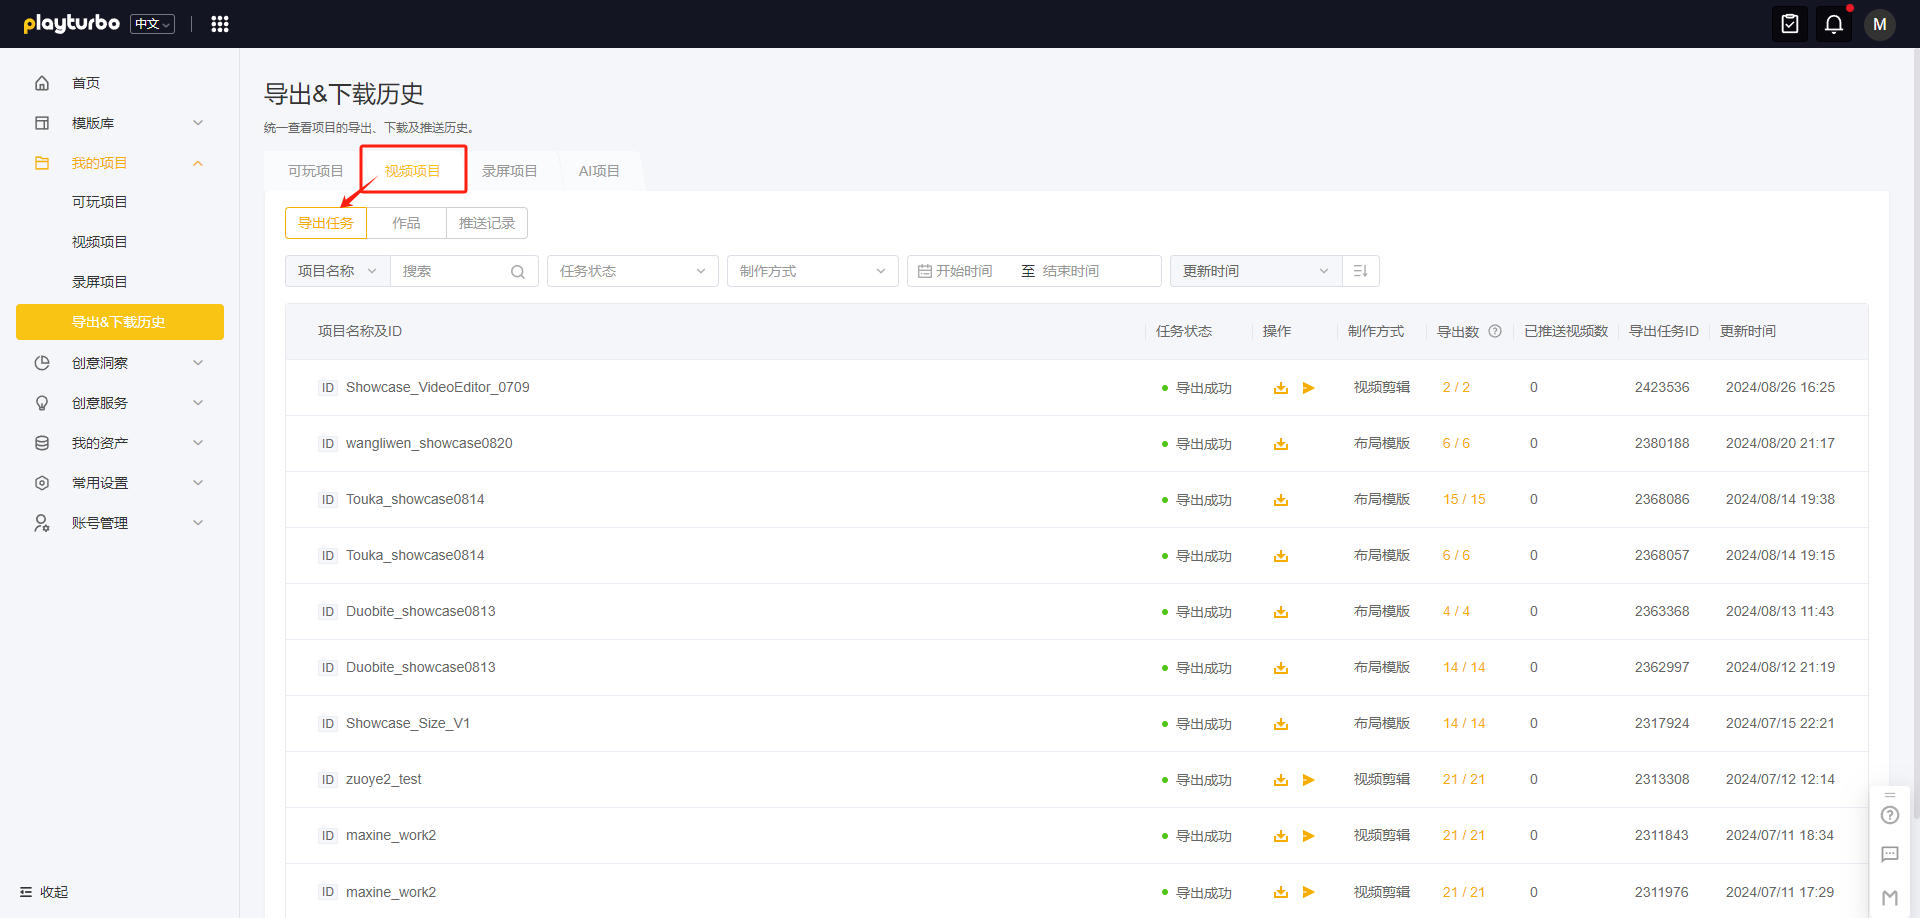 playturbo 中文
M
首页
模版库
我的项目
可玩项目
视频项目
录屏项目
导出&下载历史
创意洞察
创意服务
我的资产
常用设置
账号管理
收起
导出&下载历史
统一查看项目的导出、下载及推送历史。
可玩项目 视频项目 录屏项目 AI项目
导出任务 作品 推送记录
项目名称 搜索 任务状态 制作方式 开始时间 至 结束时间 更新时间
项目名称及ID 任务状态 操作 制作方式 导出数 已推送视频数 导出任务ID 更新时间
ID Showcase_VideoEditor_0709 导出成功 视频剪辑 2 / 2 0 2423536 2024/08/26 16:25
ID wangliwen_showcase0820 导出成功 布局模版 6 / 6 0 2380188 2024/08/20 21:17
ID Touka_showcase0814 导出成功 布局模版 15 / 15 0 2368086 2024/08/14 19:38
ID Touka_showcase0814 导出成功 布局模版 6 / 6 0 2368057 2024/08/14 19:15
ID Duobite_showcase0813 导出成功 布局模版 4 / 4 0 2363368 2024/08/13 11:43
ID Duobite_showcase0813 导出成功 布局模版 14 / 14 0 2362997 2024/08/12 21:19
ID Showcase_Size_V1 导出成功 布局模版 14 / 14 0 2317924 2024/07/15 22:21
ID zuoye2_test 导出成功 视频剪辑 21 / 21 0 2313308 2024/07/12 12:14
ID maxine_work2 导出成功 视频剪辑 21 / 21 0 2311843 2024/07/11 18:34
ID maxine_work2 导出成功 视频剪辑 21 / 21 0 2311976 2024/07/11 17:29